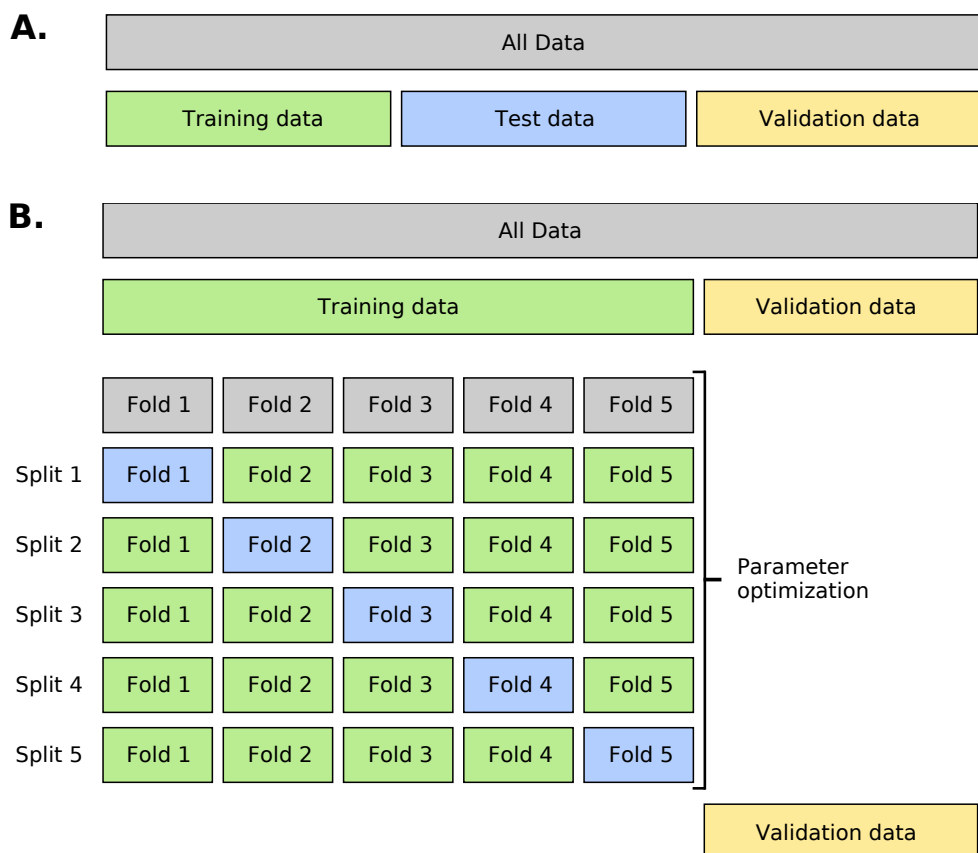 A.
All Data
Training data Test data Validation data
B.
All Data
Training data Validation data
Fold 1 Fold 2 Fold 3 Fold 4 Fold 5
Split 1 Fold 1 Fold 2 Fold 3 Fold 4 Fold 5
Split 2 Fold 1 Fold 2 Fold 3 Fold 4 Fold 5
Parameter
optimization
Split 3 Fold 1 Fold 2 Fold 3 Fold 4 Fold 5
Split 4 Fold 1 Fold 2 Fold 3 Fold 4 Fold 5
Split 5 Fold 1 Fold 2 Fold 3 Fold 4 Fold 5
Validation data